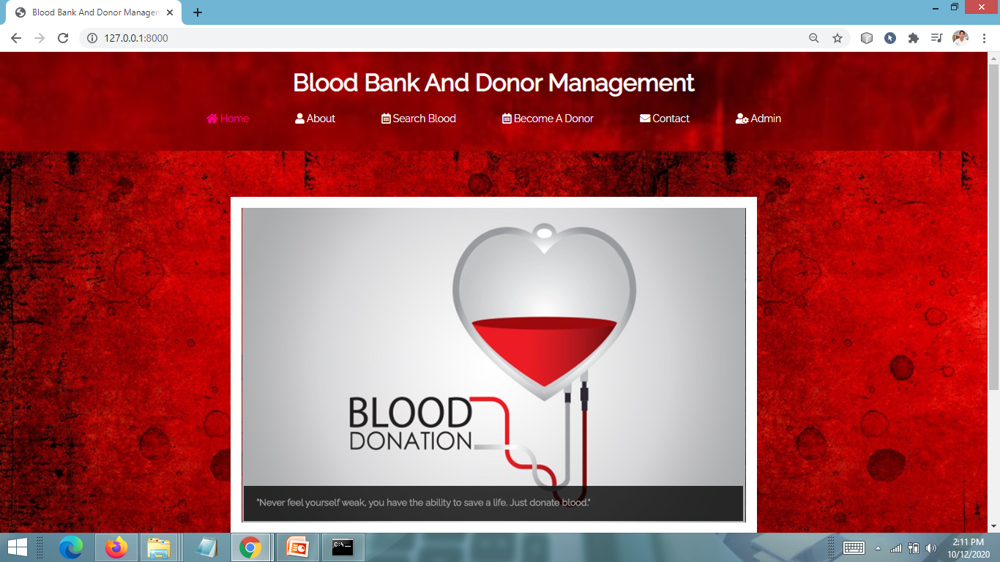 Blood Bank And Donor Managem
127.0.0.1:8000
Blood Bank And Donor Management
Home About Search Blood Become A Donor Contact Admin
BLOOD
DONATION
"Never feel yourself weak, you have the ability to save a life. Just donate blood."
C:\
2:11 PM
10/12/2020